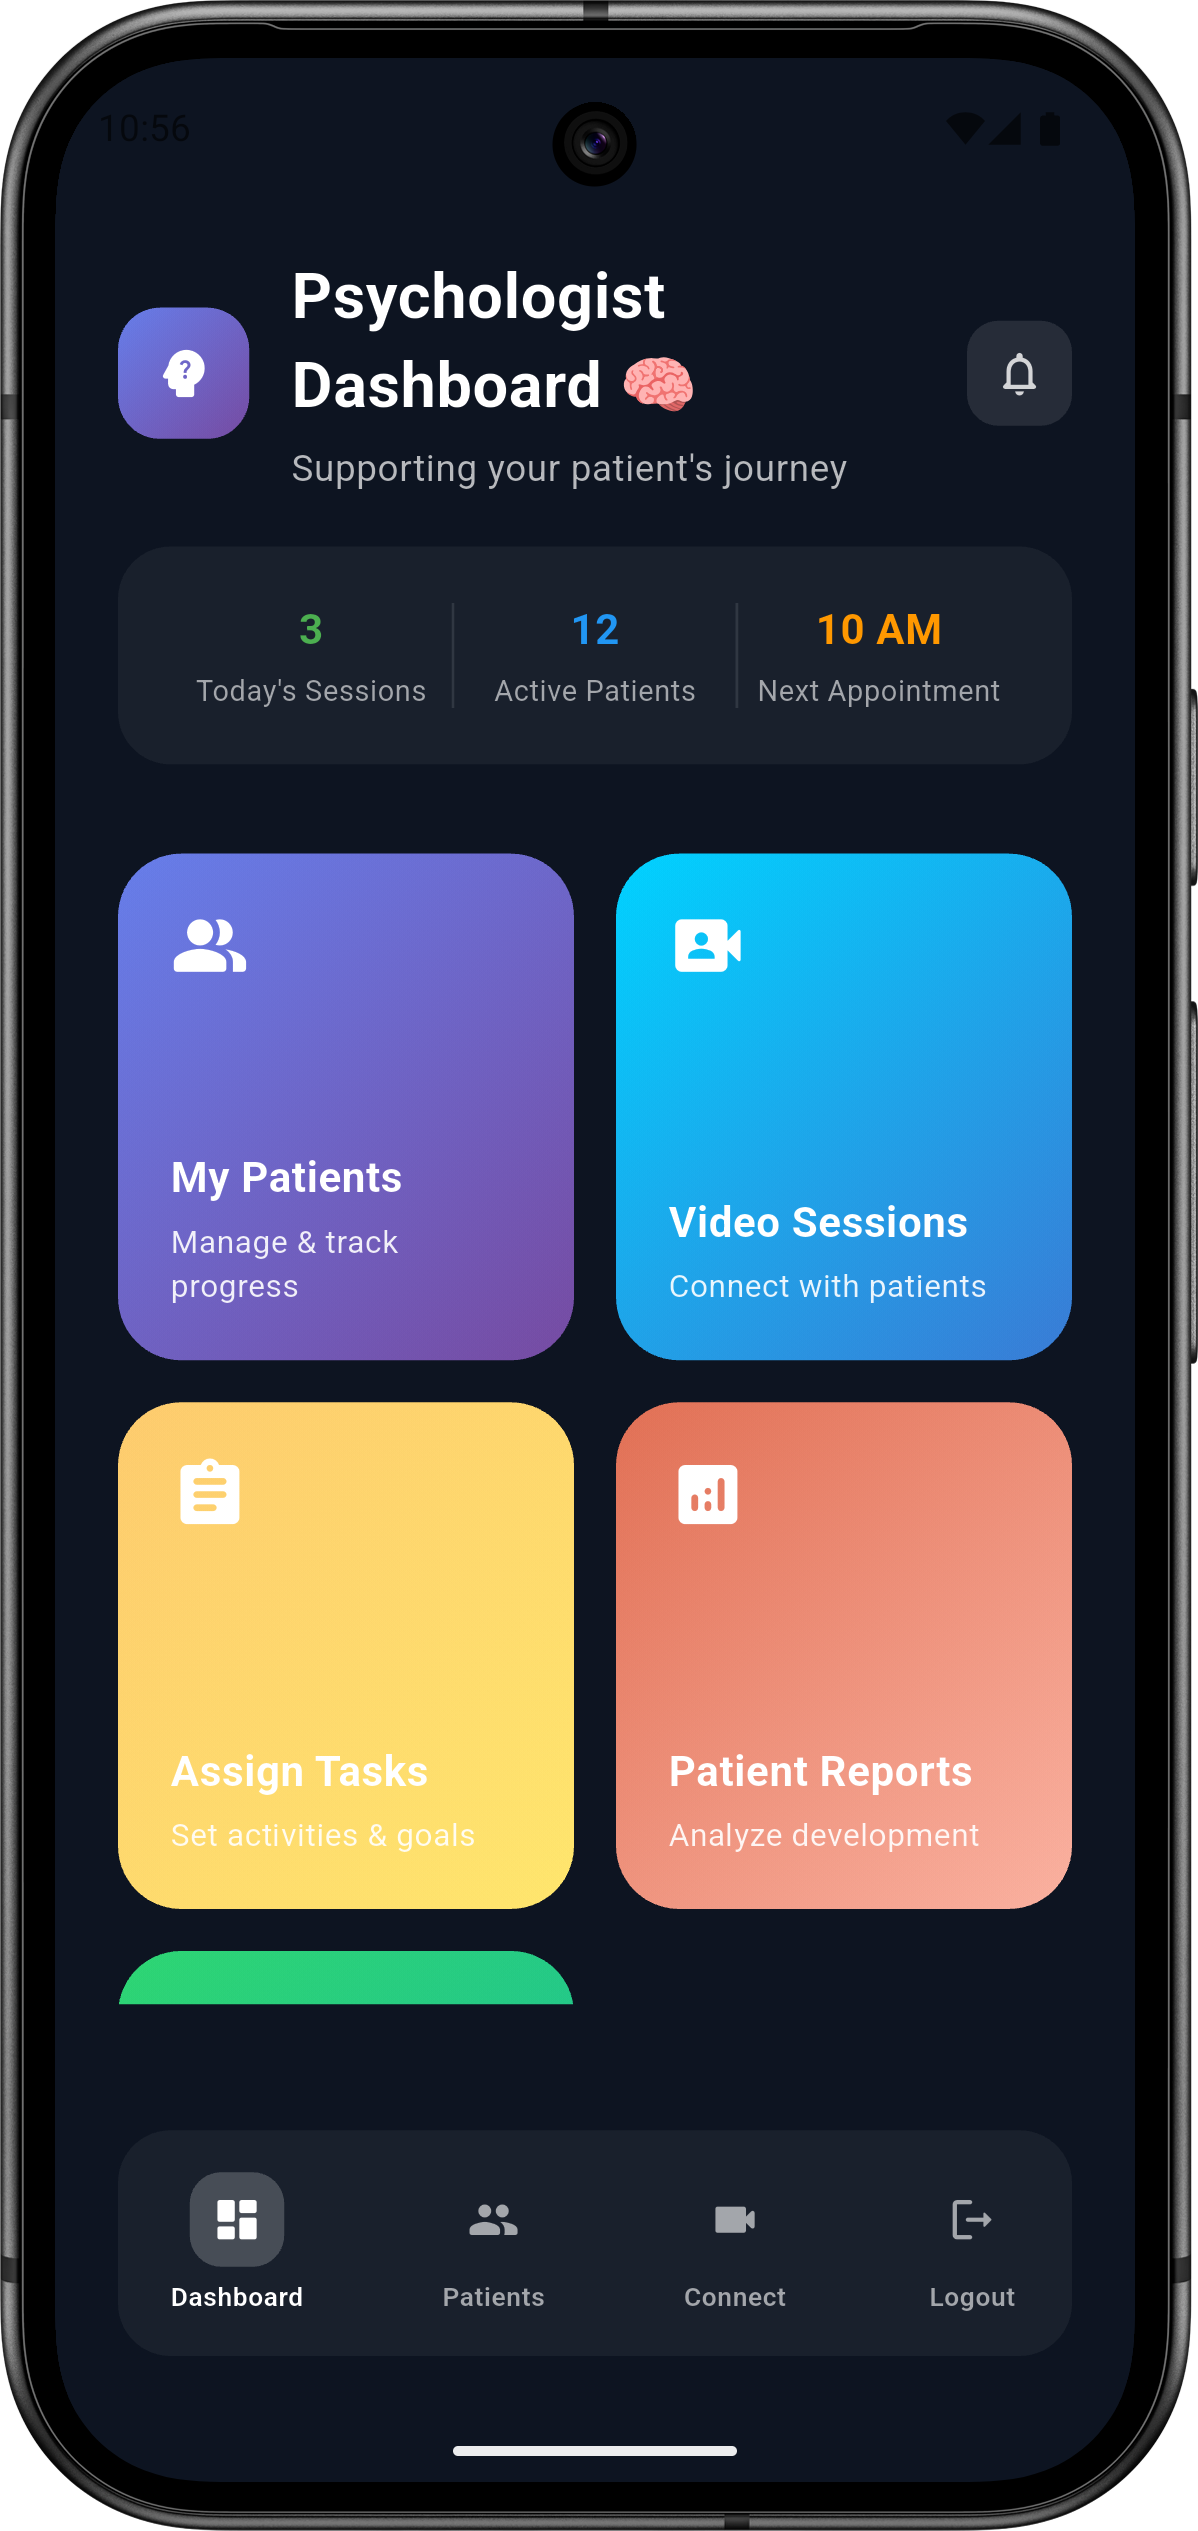 10:56
Psychologist
Dashboard 🧠
Supporting your patient's journey
3
Today's Sessions
12
Active Patients
10 AM
Next Appointment
My Patients
Manage & track
progress
Video Sessions
Connect with patients
Assign Tasks
Set activities & goals
Patient Reports
Analyze development
Dashboard
Patients
Connect
Logout